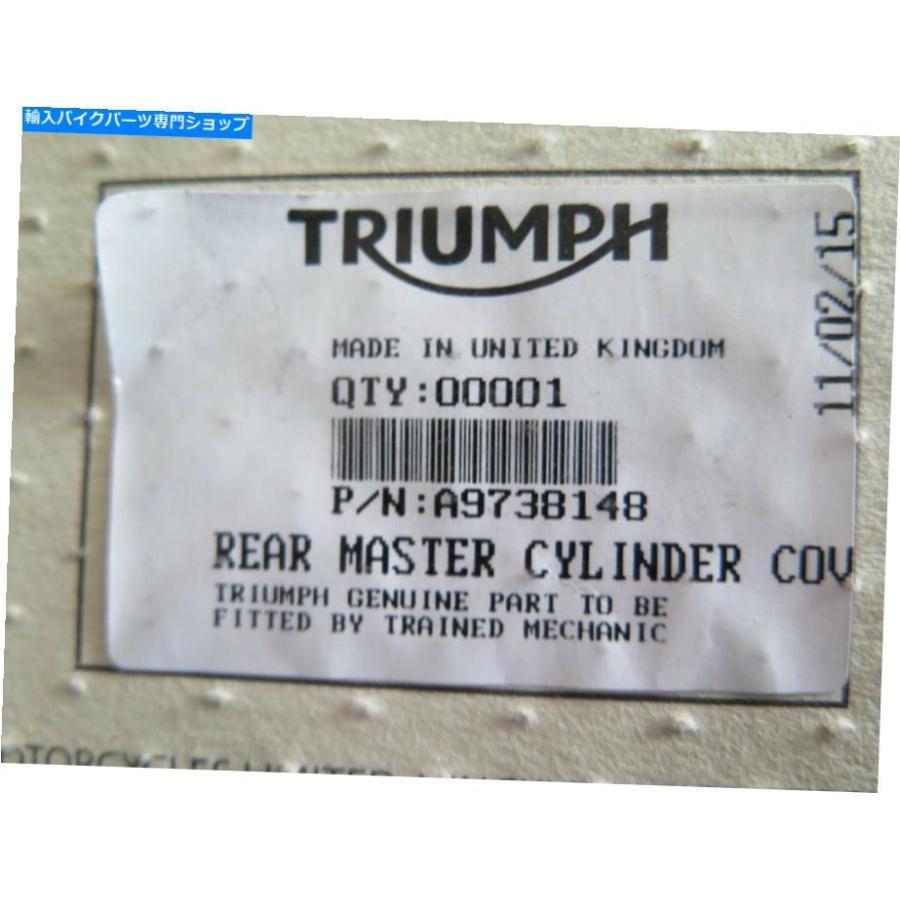 輸入バイクパーツ専門ショップ
TRIUMPH
11/02/15
MADE IN UNITED KINGDOM
QTY:00001
P/N:A9738148
REAR MASTER CYLINDER COV
TRIUMPH GENUINE PART TO BE
FITTED BY TRAINED MECHANIC